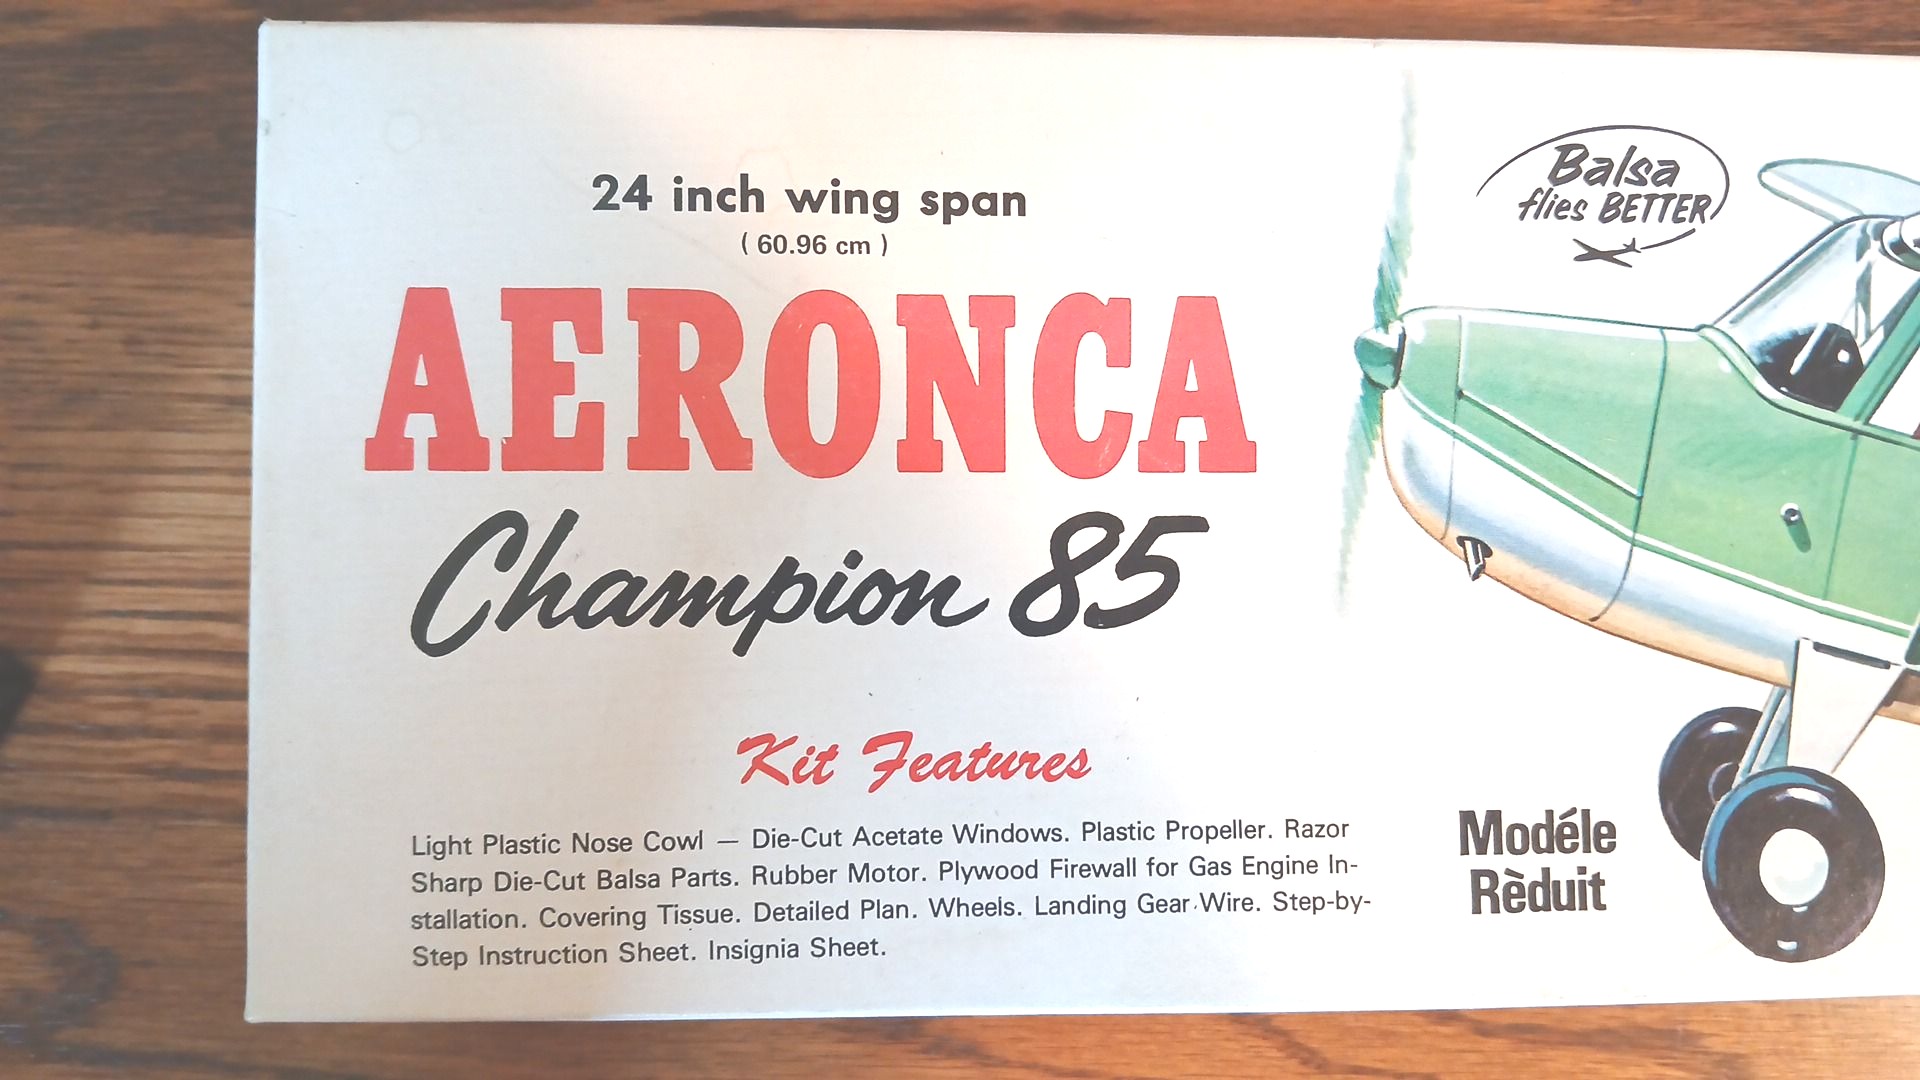 24 inch wing span
( 60.96 cm )
AERONCA
Champion 85
Balsa
flies BETTER
Kit Features
Light Plastic Nose Cowl — Die-Cut Acetate Windows. Plastic Propeller. Razor
Sharp Die-Cut Balsa Parts. Rubber Motor. Plywood Firewall for Gas Engine In-
stallation. Covering Tissue. Detailed Plan. Wheels. Landing Gear Wire. Step-by-
Step Instruction Sheet. Insignia Sheet.
Modéle
Rèduit